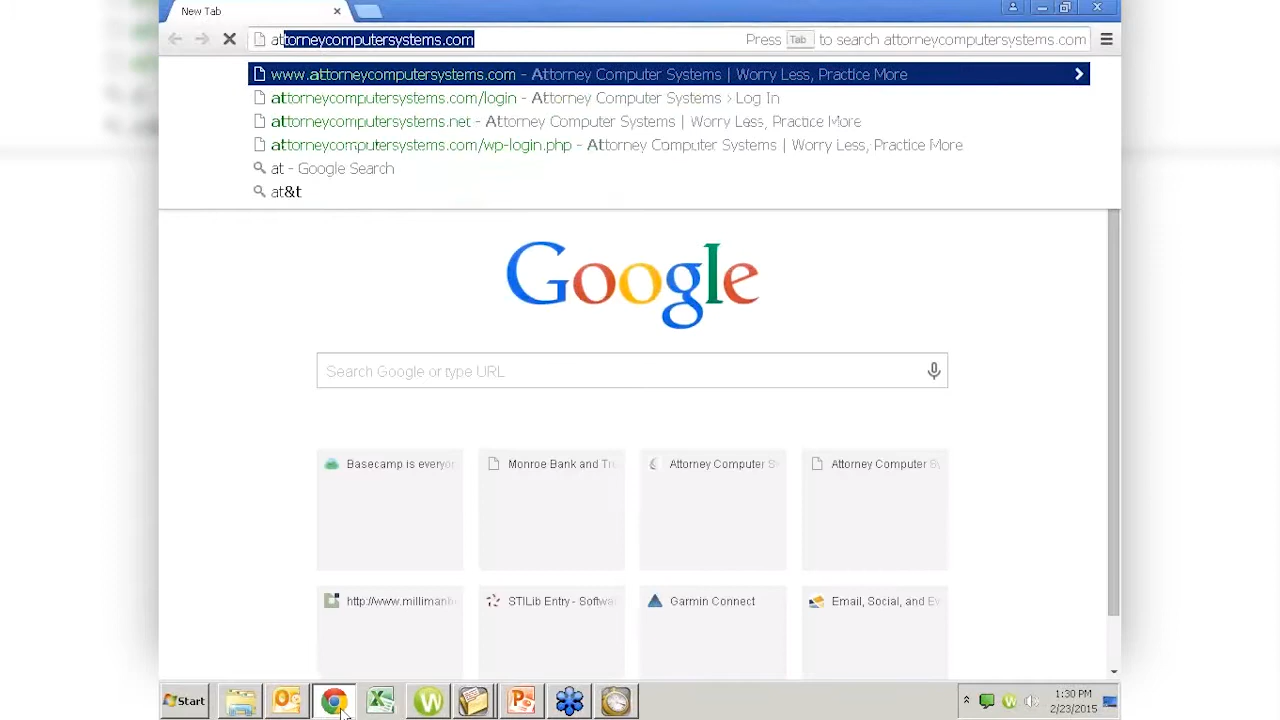 New Tab
attorneycomputersystems.com
Press Tab to search attorneycomputersystems.com
www.attorneycomputersystems.com - Attorney Computer Systems | Worry Less, Practice More
attorneycomputersystems.com/login - Attorney Computer Systems › Log In
attorneycomputersystems.net - Attorney Computer Systems | Worry Less, Practice More
attorneycomputersystems.com/wp-login.php - Attorney Computer Systems | Worry Less, Practice More
at - Google Search
at&t
Google
Search Google or type URL
Basecamp is everyo
Monroe Bank and Tru
Attorney Computer S
Attorney Computer Sy
http://www.millimanb
STILib Entry - Softwa
Garmin Connect
Email, Social, and Ev
Start
1:30 PM
2/23/2015